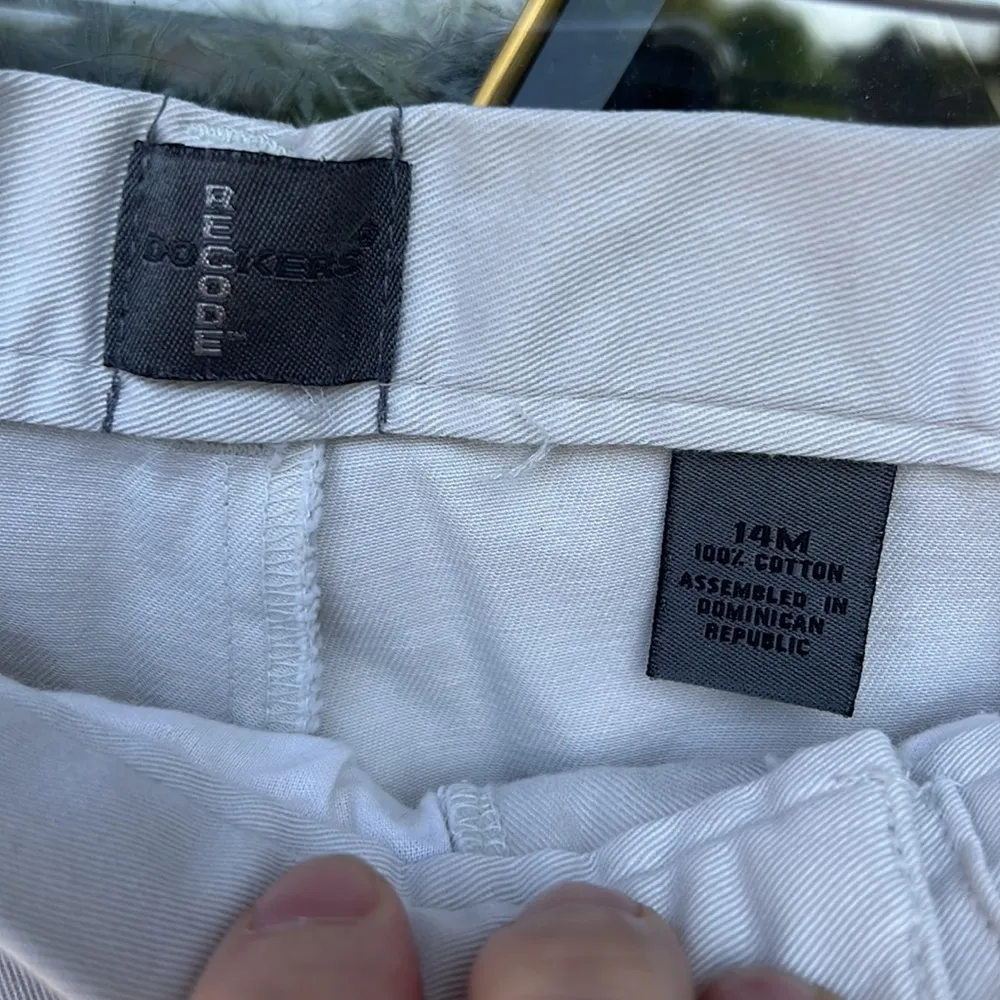 DOCKERS®
RECODE
14M
100% COTTON
ASSEMBLED IN
DOMINICAN
REPUBLIC